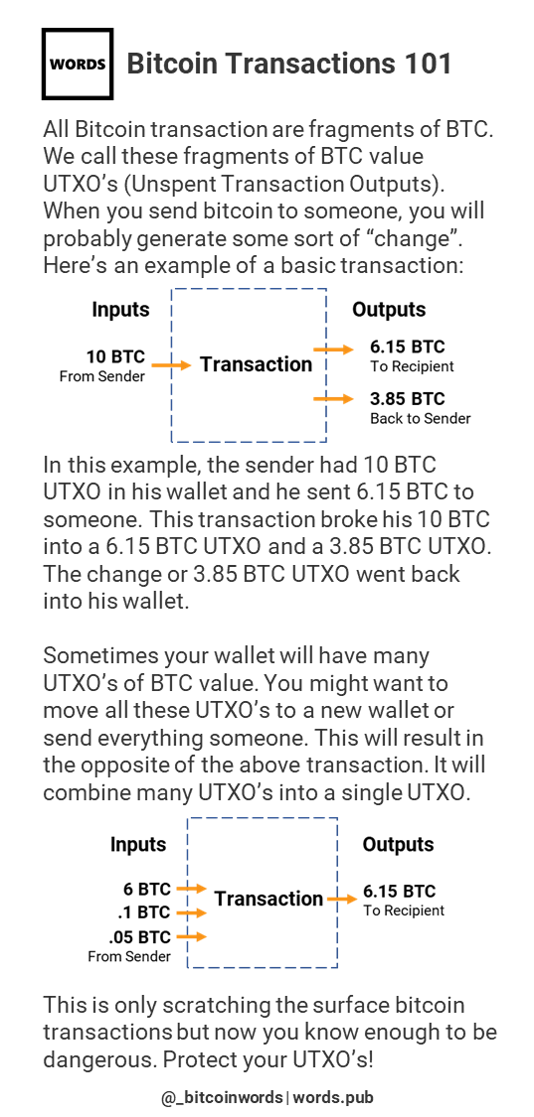 WORDS
Bitcoin Transactions 101
All Bitcoin transaction are fragments of BTC.
We call these fragments of BTC value
UTXO’s (Unspent Transaction Outputs).
When you send bitcoin to someone, you will
probably generate some sort of “change”.
Here’s an example of a basic transaction:
Inputs
Outputs
10 BTC
From Sender
Transaction
6.15 BTC
To Recipient
3.85 BTC
Back to Sender
In this example, the sender had 10 BTC
UTXO in his wallet and he sent 6.15 BTC to
someone. This transaction broke his 10 BTC
into a 6.15 BTC UTXO and a 3.85 BTC UTXO.
The change or 3.85 BTC UTXO went back
into his wallet.
Sometimes your wallet will have many
UTXO’s of BTC value. You might want to
move all these UTXO’s to a new wallet or
send everything someone. This will result in
the opposite of the above transaction. It will
combine many UTXO’s into a single UTXO.
Inputs
Outputs
6 BTC
.1 BTC
.05 BTC
From Sender
Transaction
6.15 BTC
To Recipient
This is only scratching the surface bitcoin
transactions but now you know enough to be
dangerous. Protect your UTXO’s!
@_bitcoinwords | words.pub